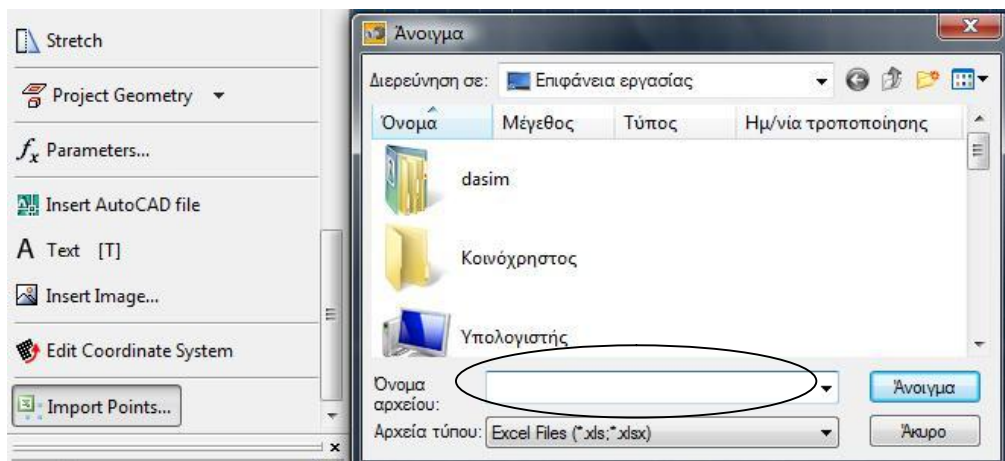 Stretch
Project Geometry
fx Parameters...
Insert AutoCAD file
A Text [T]
Insert Image...
Edit Coordinate System
Import Points...
Άνοιγμα
Διερεύνηση σε: Επιφάνεια εργασίας
Όνομα Μέγεθος Τύπος Ημ/νία τροποποίησης
dasim
Κοινόχρηστος
Υπολογιστής
Όνομα
αρχείου:
Άνοιγμα
Αρχεία τύπου: Excel Files (*.xls;*.xlsx)
Άκυρο